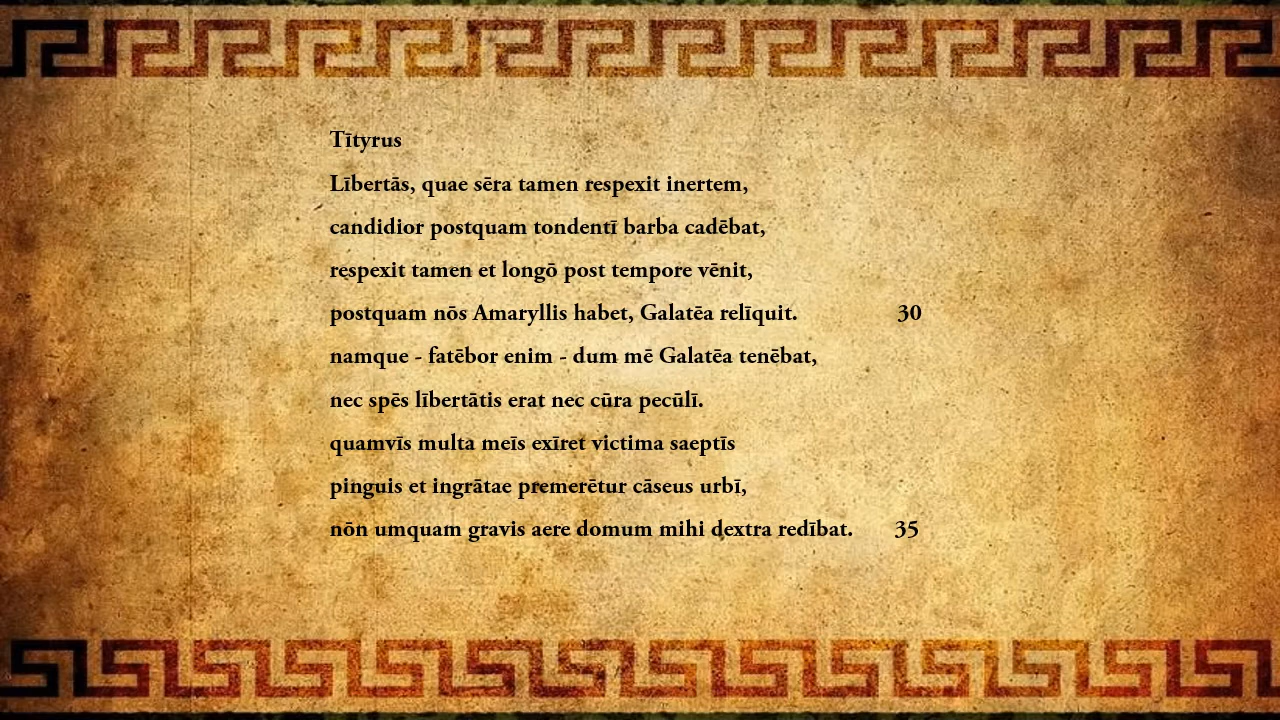 Tītyrus
Lībertās, quae sēra tamen respexit inertem,
candidior postquam tondentī barba cadēbat,
respexit tamen et longō post tempore vēnit,
postquam nōs Amaryllis habet, Galatēa relīquit. 30
namque - fatēbor enim - dum mē Galatēa tenēbat,
nec spēs lībertātis erat nec cūra pecūlī.
quamvīs multa meīs exīret victima saeptīs
pinguis et ingrātae premerētur cāseus urbī,
nōn umquam gravis aere domum mihi dextra redības. 35